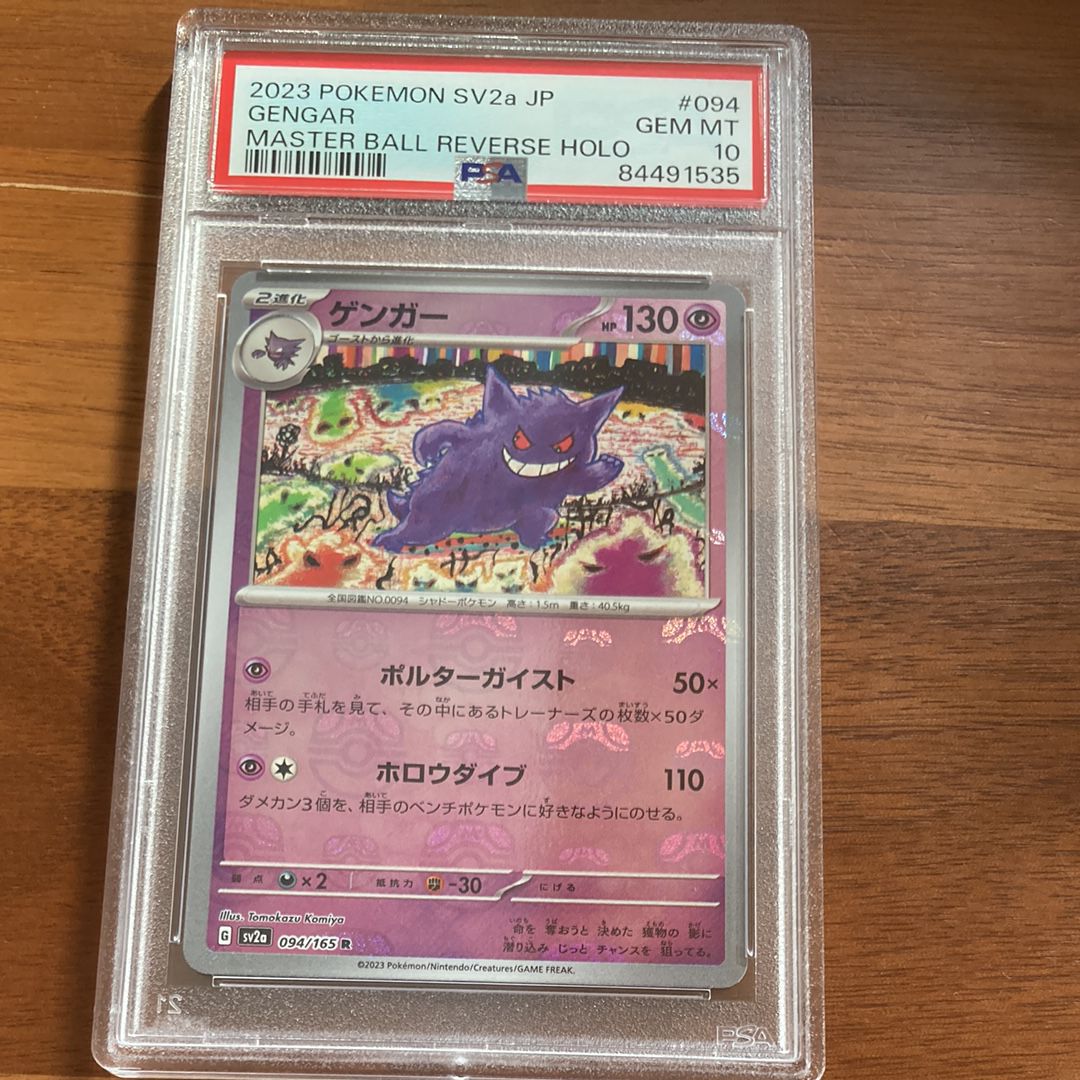 2023 POKEMON SV2a JP #094
GENGAR GEM MT
MASTER BALL REVERSE HOLO 10
PSA 84491535
2進化 ゲンガー HP 130
ゴーストから進化
全国図鑑NO.0094 シャドーポケモン 高さ:1.5m 重さ:40.5kg
ポルターガイスト 50×
相手の手札を見て、その中にあるトレーナーズの枚数×50ダ
メージ。
ホロウダイブ 110
ダメカン3個を、相手のベンチポケモンに好きなようにのせる。
弱点 ×2 抵抗力 -30 にげる
Illus. Tomokazu Komiya
命を奪おうと決めた獲物の影に
G sv2a 094/165 R
潜り込みじっとチャンスを狙ってる。
©2023 Pokémon/Nintendo/Creatures/GAME FREAK.
21
PSA